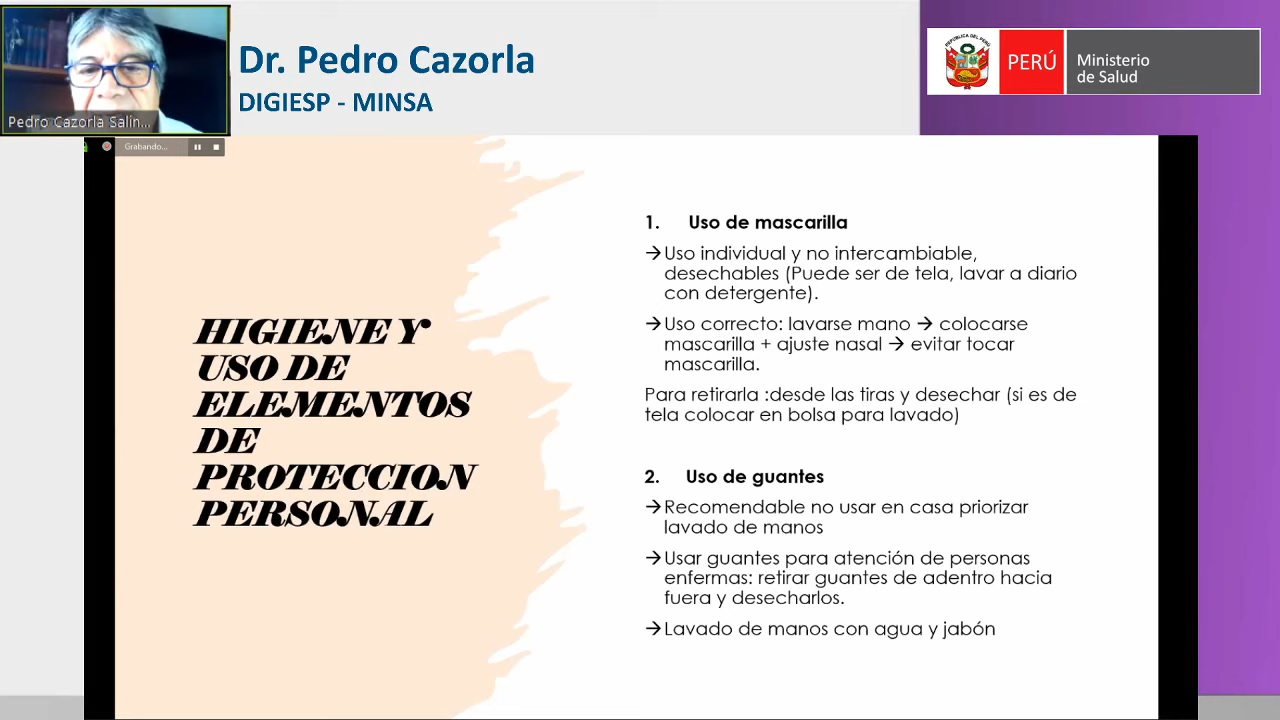 Dr. Pedro Cazorla
DIGIESP - MINSA
Pedro Cazorla Salin...
REPÚBLICA DEL PERÚ
PERÚ
Ministerio
de Salud
Grabando...
HIGIENE Y
USO DE
ELEMENTOS
DE
PROTECCION
PERSONAL
1. Uso de mascarilla
→Uso individual y no intercambiable,
desechables (Puede ser de tela, lavar a diario
con detergente).
→Uso correcto: lavarse mano → colocarse
mascarilla + ajuste nasal → evitar tocar
mascarilla.
Para retirarla :desde las tiras y desechar (si es de
tela colocar en bolsa para lavado)
2. Uso de guantes
→Recomendable no usar en casa priorizar
lavado de manos
→Usar guantes para atención de personas
enfermas: retirar guantes de adentro hacia
fuera y desecharlos.
→Lavado de manos con agua y jabón